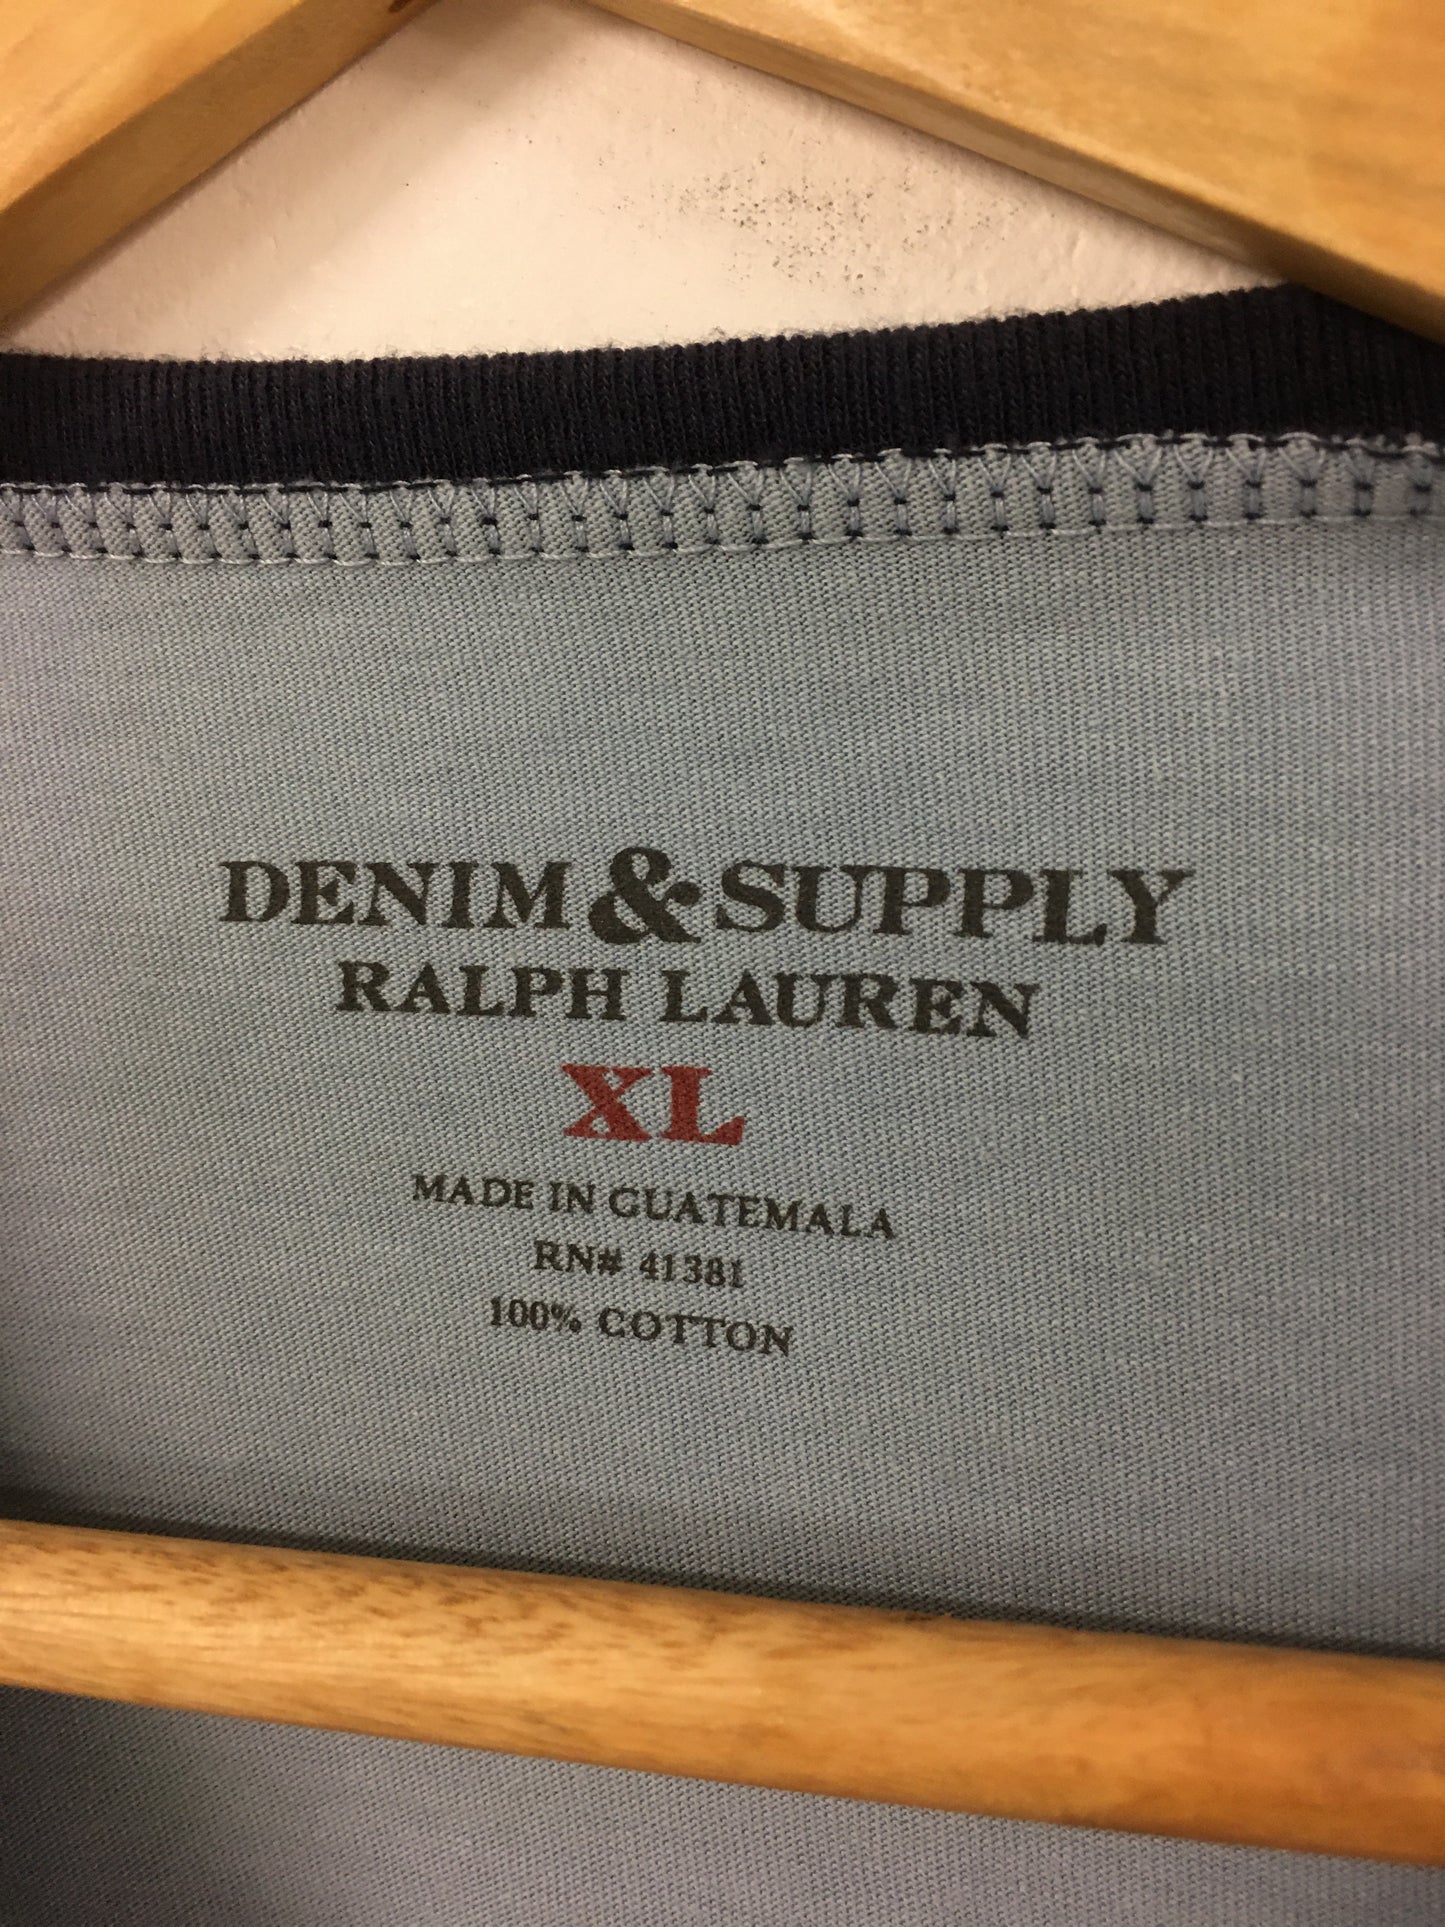 DENIM & SUPPLY
RALPH LAUREN
XL
MADE IN GUATEMALA
RN# 41381
100% COTTON